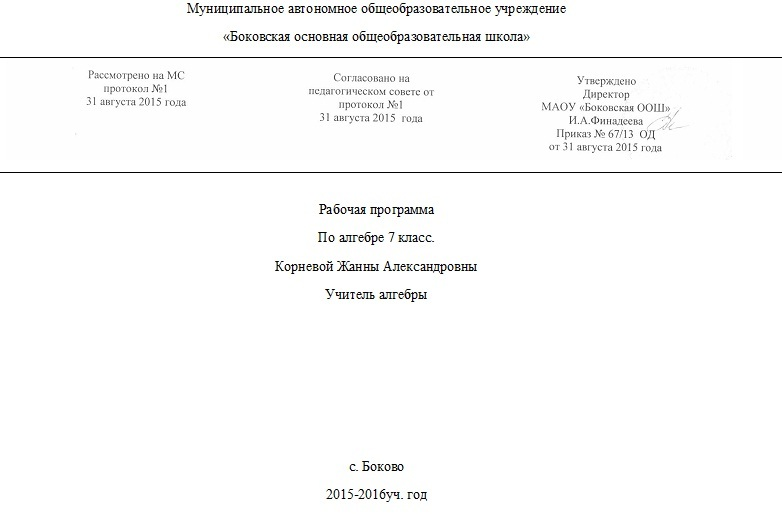 Муниципальное автономное общеобразовательное учреждение
«Боковская основная общеобразовательная школа»
Рассмотрено на МС
протокол №1
31 августа 2015 года
Согласовано на
педагогическом совете от
протокол №1
31 августа 2015 года
Утверждено
Директор
МАОУ «Боковская ООШ»
И.А.Финадеева
Приказ № 67/13 ОД
от 31 августа 2015 года
Рабочая программа
По алгебре 7 класс.
Корневой Жанны Александровны
Учитель алгебры
с. Боково
2015-2016уч. год